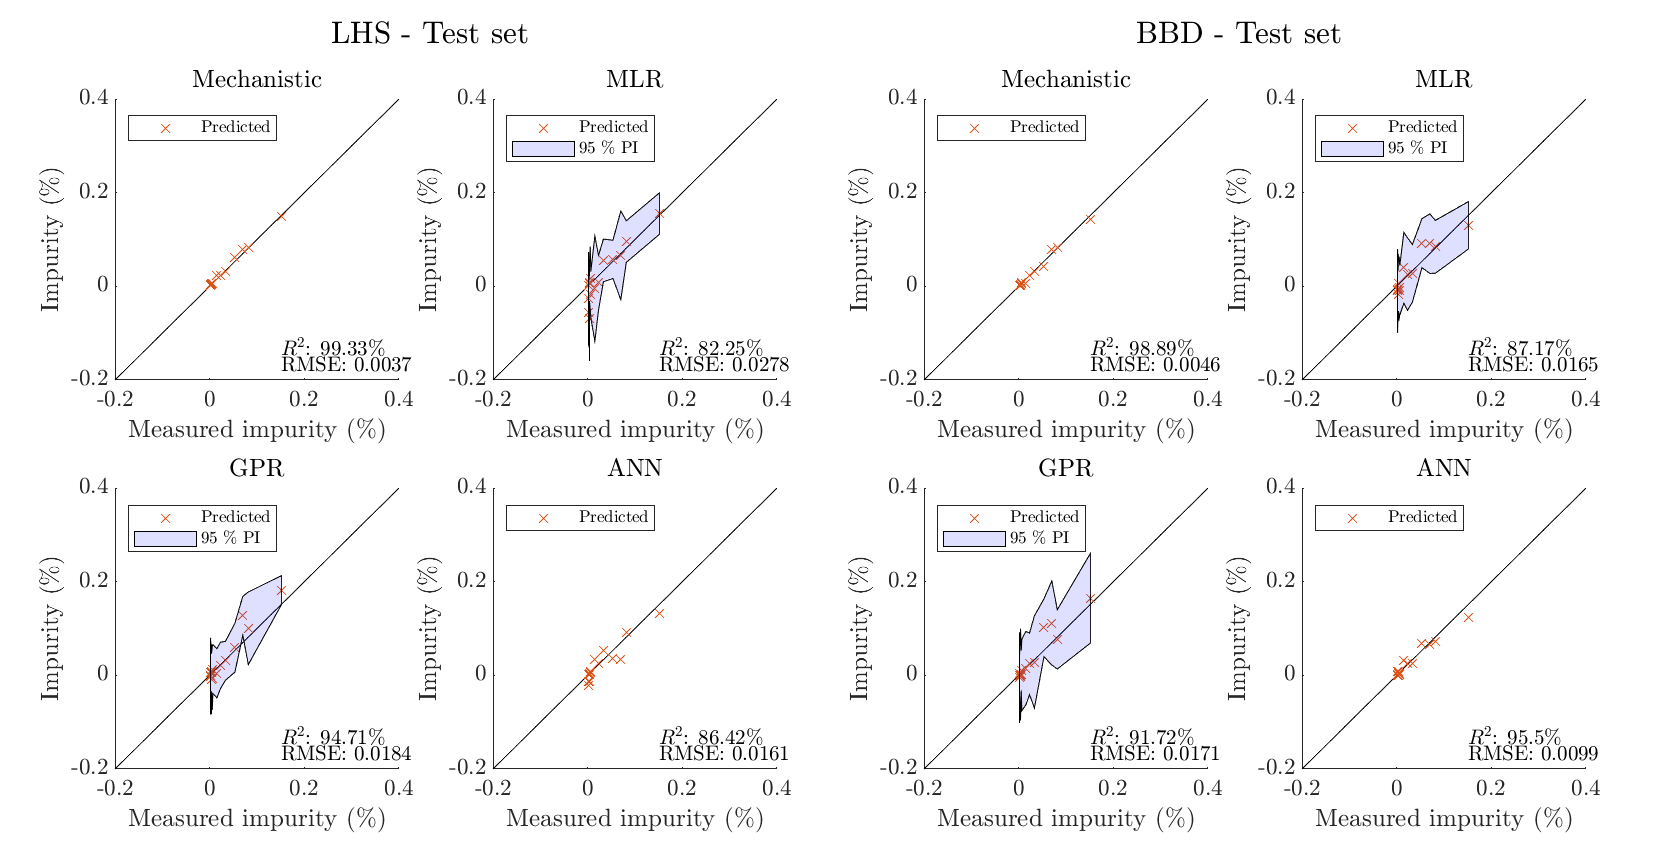 LHS - Test set
BBD - Test set
Mechanistic
0.4
0.2
0
-0.2
Impurity (%)
Predicted
R²: 99.33%
RMSE: 0.0037
-0.2 0 0.2 0.4
Measured impurity (%)
MLR
0.4
0.2
0
-0.2
Impurity (%)
Predicted
95 % PI
R²: 82.25%
RMSE: 0.0278
-0.2 0 0.2 0.4
Measured impurity (%)
Mechanistic
0.4
0.2
0
-0.2
Impurity (%)
Predicted
R²: 98.89%
RMSE: 0.0046
-0.2 0 0.2 0.4
Measured impurity (%)
MLR
0.4
0.2
0
-0.2
Impurity (%)
Predicted
95 % PI
R²: 87.17%
RMSE: 0.0165
-0.2 0 0.2 0.4
Measured impurity (%)
GPR
0.4
0.2
0
-0.2
Impurity (%)
Predicted
95 % PI
R²: 94.71%
RMSE: 0.0184
-0.2 0 0.2 0.4
Measured impurity (%)
ANN
0.4
0.2
0
-0.2
Impurity (%)
Predicted
R²: 86.42%
RMSE: 0.0161
-0.2 0 0.2 0.4
Measured impurity (%)
GPR
0.4
0.2
0
-0.2
Impurity (%)
Predicted
95 % PI
R²: 91.72%
RMSE: 0.0171
-0.2 0 0.2 0.4
Measured impurity (%)
ANN
0.4
0.2
0
-0.2
Impurity (%)
Predicted
R²: 95.5%
RMSE: 0.0099
-0.2 0 0.2 0.4
Measured impurity (%)